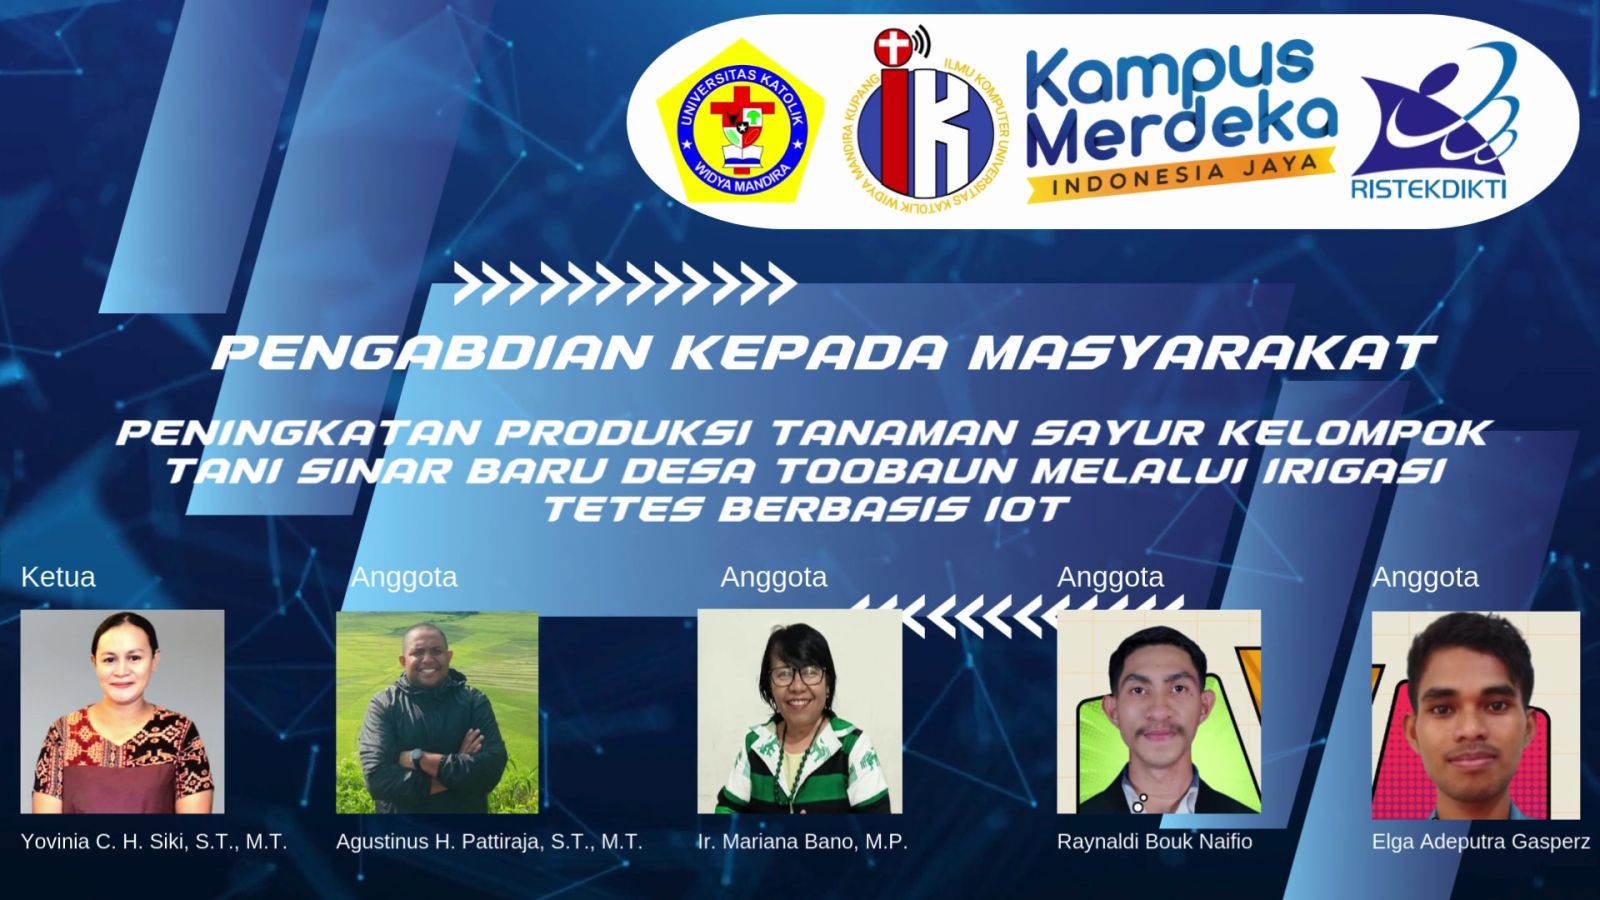 UNIVERSITAS KATOLIK
WIDYA MANDIRA
ILMU KOMPUTER UNIVERSITAS KATOLIK WIDYA MANDIRA KUPANG
iK
Kampus
Merdeka
INDONESIA JAYA
RISTEKDIKTI
PENGABDIAN KEPADA MASYARAKAT
PENINGKATAN PRODUKSI TANAMAN SAYUR KELOMPOK
TANI SINAR BARU DESA TOOBAUN MELALUI IRIGASI
TETES BERBASIS IOT
Ketua
Anggota
Anggota
Anggota
Anggota
Yovinia C. H. Siki, S.T., M.T.
Agustinus H. Pattiraja, S.T., M.T.
Ir. Mariana Bano, M.P.
Raynaldi Bouk Naifio
Elga Adeputra Gasperz